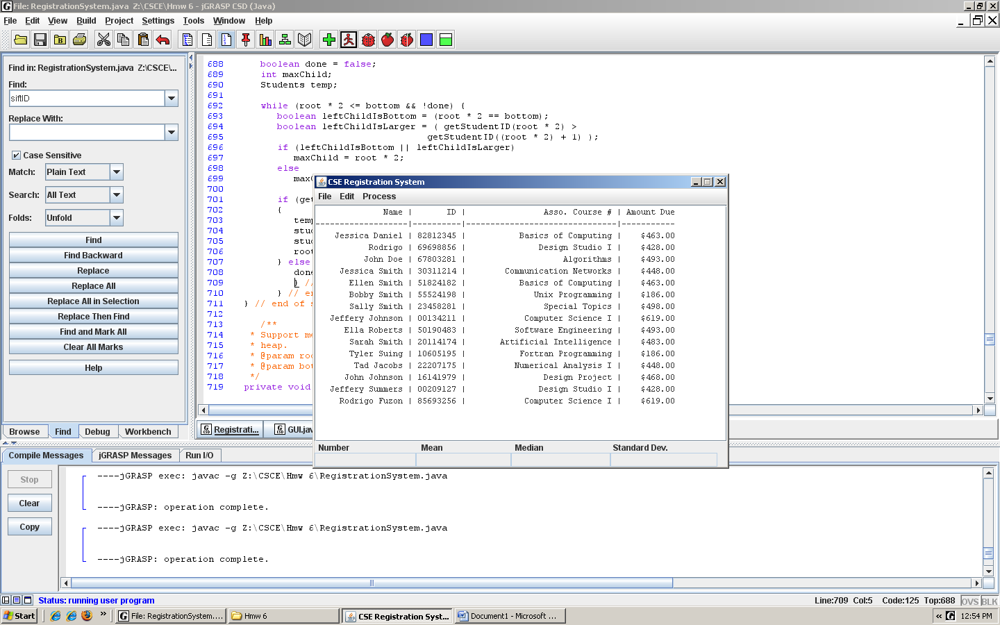 File: RegistrationSystem.java  Z:\CSCE\Hmw 6 - jGRASP CSD (Java)
File Edit View Build Project Settings Tools Window Help
Find in: RegistrationSystem.java  Z:\CSCE\...
Find:
siftID
Replace With:
Case Sensitive
Match: Plain Text
Search: All Text
Folds: Unfold
Find
Find Backward
Replace
Replace All
Replace All in Selection
Replace Then Find
Find and Mark All
Clear All Marks
Help
Browse Find Debug Workbench
688 boolean done = false;
689 int maxChild;
690 Students temp;
691
692 while (root * 2 <= bottom && !done) {
693 boolean leftChildIsBottom = (root * 2 == bottom);
694 boolean leftChildIsLarger = ( getStudentID(root * 2) >
695 getStudentID((root * 2) + 1) );
696 if (leftChildIsBottom || leftChildIsLarger)
697 maxChild = root * 2;
698 else
699 max
700
701 if (get
702 {
703 temp
704 stud
705 stud
706 root
707 } else
708 done
709 } //
710 } // en
711 } // end of s
712
713 /**
714 * Support me
715 * heap.
716 * @param roo
717 * @param bot
718 */
719 private void
Registrati... GUI.jav
CSE Registration System
File Edit Process
Name | ID | Asso. Course # | Amount Due
-------------------|----------|-------------------------------|-----------
Jessica Daniel | 82812345 | Basics of Computing | $463.00
Rodrigo | 69698856 | Design Studio I | $428.00
John Doe | 67803281 | Algorithms | $493.00
Jessica Smith | 30311214 | Communication Networks | $448.00
Ellen Smith | 51824182 | Basics of Computing | $463.00
Bobby Smith | 55524198 | Unix Programming | $186.00
Sally Smith | 23458281 | Special Topics | $498.00
Jeffery Johnson | 00134211 | Computer Science I | $619.00
Ella Roberts | 50190483 | Software Engineering | $493.00
Sarah Smith | 20114174 | Artificial Intelligence | $483.00
Tyler Suing | 10605195 | Fortran Programming | $186.00
Tad Jacobs | 22207175 | Numerical Analysis I | $448.00
John Johnson | 16141979 | Design Project | $468.00
Jeffery Summers | 00209127 | Design Studio I | $428.00
Rodrigo Fuzon | 85693256 | Computer Science I | $619.00
Number Mean Median Standard Dev.
Compile Messages jGRASP Messages Run I/O
Stop
Clear
Copy
----jGRASP exec: javac -g Z:\CSCE\Hmw 6\RegistrationSystem.java
----jGRASP: operation complete.
----jGRASP exec: javac -g Z:\CSCE\Hmw 6\RegistrationSystem.java
----jGRASP: operation complete.
Status: running user program
Line:709 Col:5 Code:125 Top:688 OVS BLK
Start » File: RegistrationSystem.... Hmw 6 CSE Registration Syst... Document1 - Microsoft ... « 12:54 PM